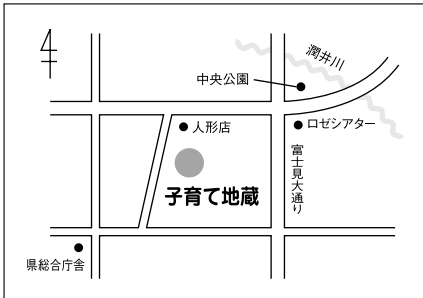 潤井川
中央公園
人形店
ロゼシアター
富士見大通り
子育て地蔵
県総合庁舎